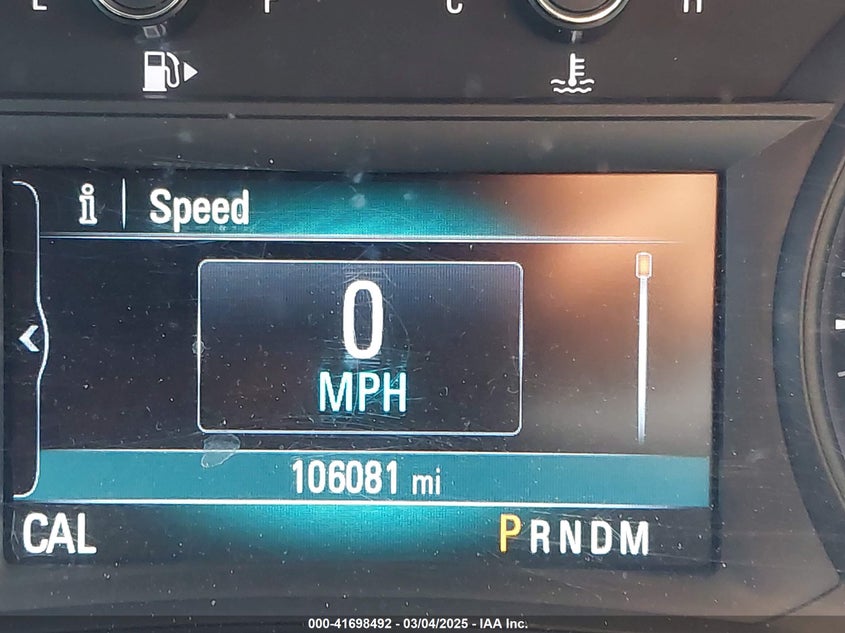 E F C H
i Speed
0
MPH
106081 mi
CAL PRNDM
000-41698492 - 03/04/2025 - IAA Inc.